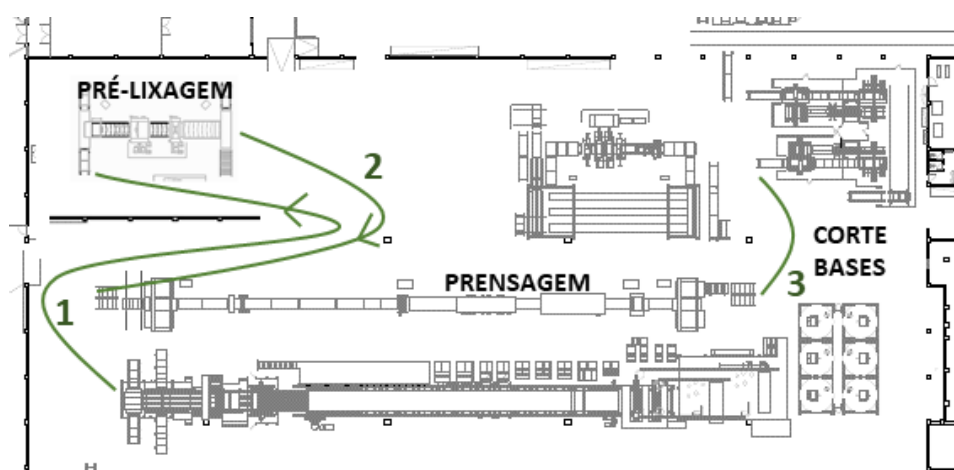 PRÉ-LIXAGEM
2
CORTE
BASES
PRENSAGEM
3
1